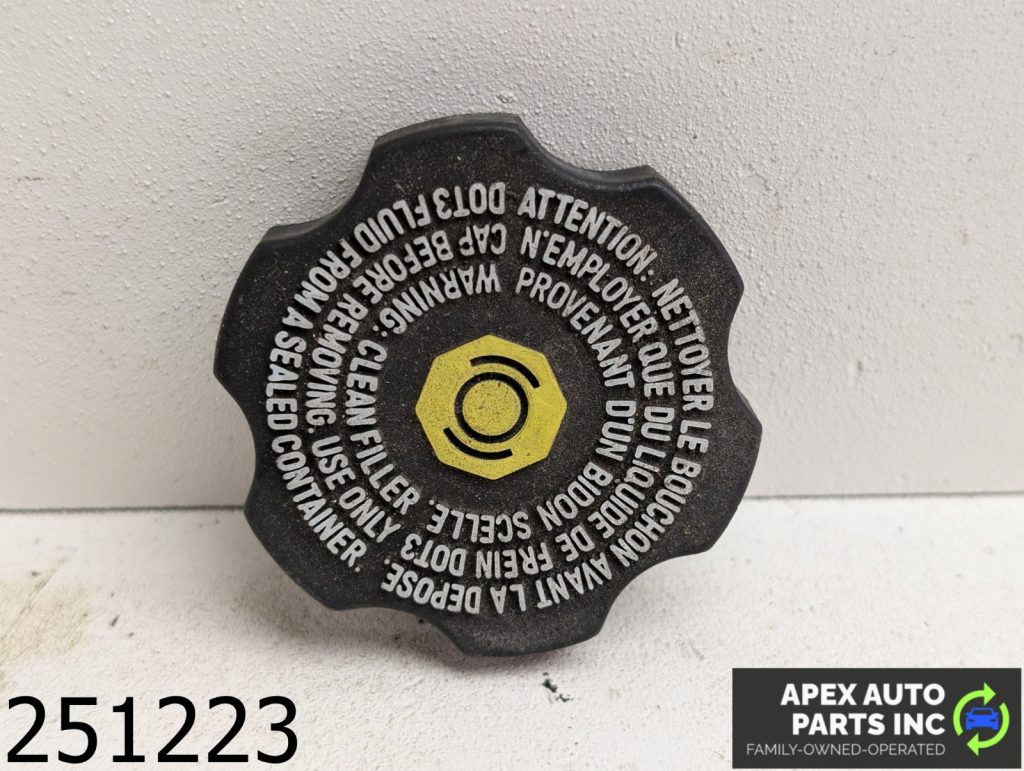 WARNING: CLEAN FILLER
CAP BEFORE REMOVING. USE ONLY
DOT3 FLUID FROM A SEALED CONTAINER.
ATTENTION: NETTOYER LE BOUCHON AVANT LA DEPOSE.
N'EMPLOYER QUE DU LIQUIDE DE FREIN DOT3
PROVENANT D'UN BIDON SCELLE.
251223
APEX AUTO
PARTS INC
FAMILY-OWNED-OPERATED